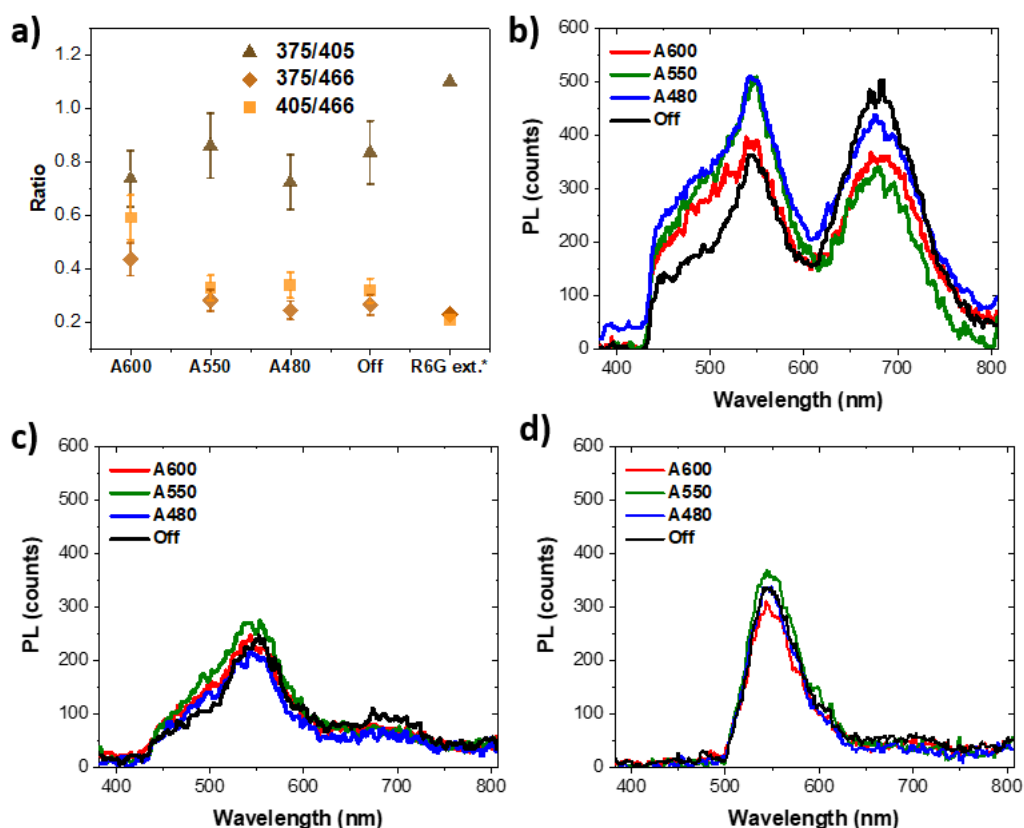 a)
375/405
375/466
405/466
Ratio
1.2
1.0
0.8
0.6
0.4
0.2
A600 A550 A480 Off R6G ext.*
b)
A600
A550
A480
Off
PL (counts)
600
500
400
300
200
100
0
400 500 600 700 800
Wavelength (nm)
c)
A600
A550
A480
Off
PL (counts)
600
500
400
300
200
100
0
400 500 600 700 800
Wavelength (nm)
d)
A600
A550
A480
Off
PL (counts)
600
500
400
300
200
100
0
400 500 600 700 800
Wavelength (nm)